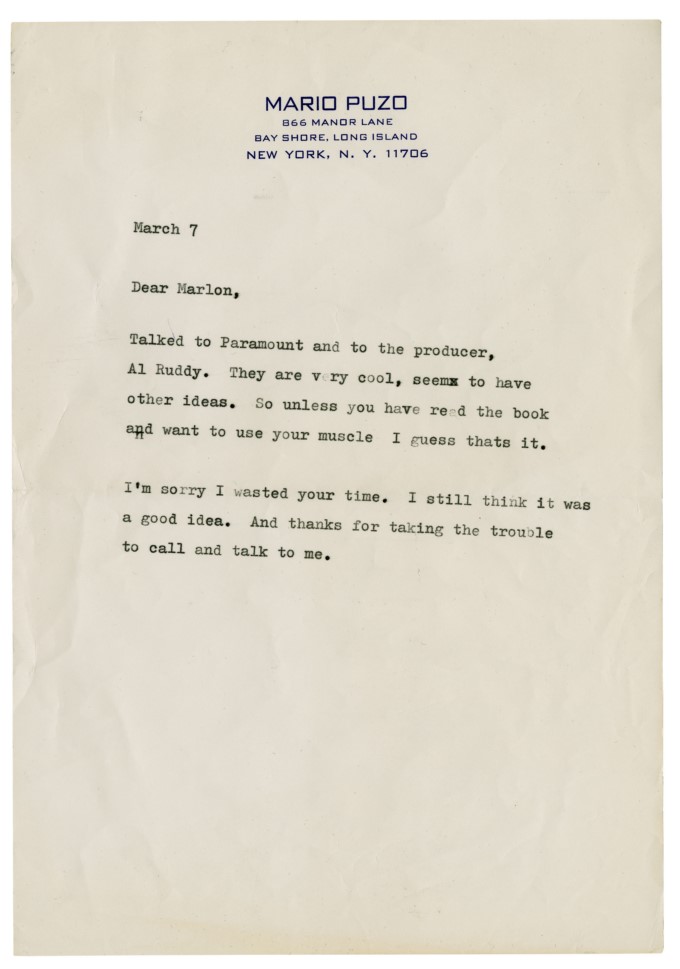 MARIO PUZO
866 MANOR LANE
BAY SHORE, LONG ISLAND
NEW YORK, N. Y. 11706
March 7
Dear Marlon,
Talked to Paramount and to the producer,
Al Ruddy. They are very cool, seemx to have
other ideas. So unless you have read the book
and want to use your muscle I guess thats it.
I'm sorry I wasted your time. I still think it was
a good idea. And thanks for taking the trouble
to call and talk to me.